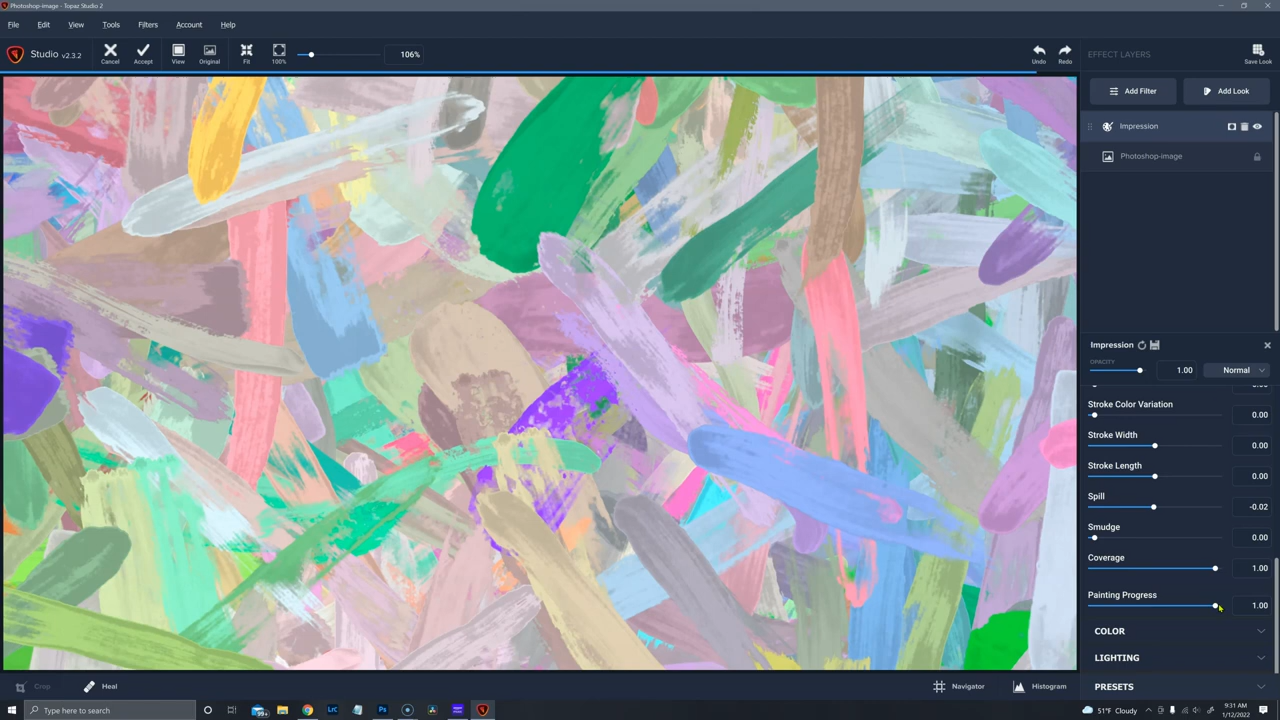 Photoshop-image - Topaz Studio 2
File Edit View Tools Filters Account Help
Studio v2.3.2
Cancel Accept View Original Fit 100% 106% Undo Redo
EFFECT LAYERS Save Look
Add Filter Add Look
Impression
Photoshop-image
Impression
OPACITY 1.00 Normal
Stroke Color Variation
0.00
Stroke Width
0.00
Stroke Length
0.00
Spill
-0.02
Smudge
0.00
Coverage
1.00
Painting Progress
1.00
COLOR
LIGHTING
PRESETS
Crop Heal Navigator Histogram
Type here to search
99+
LrC
Ps
51°F Cloudy
9:31 AM
1/12/2022